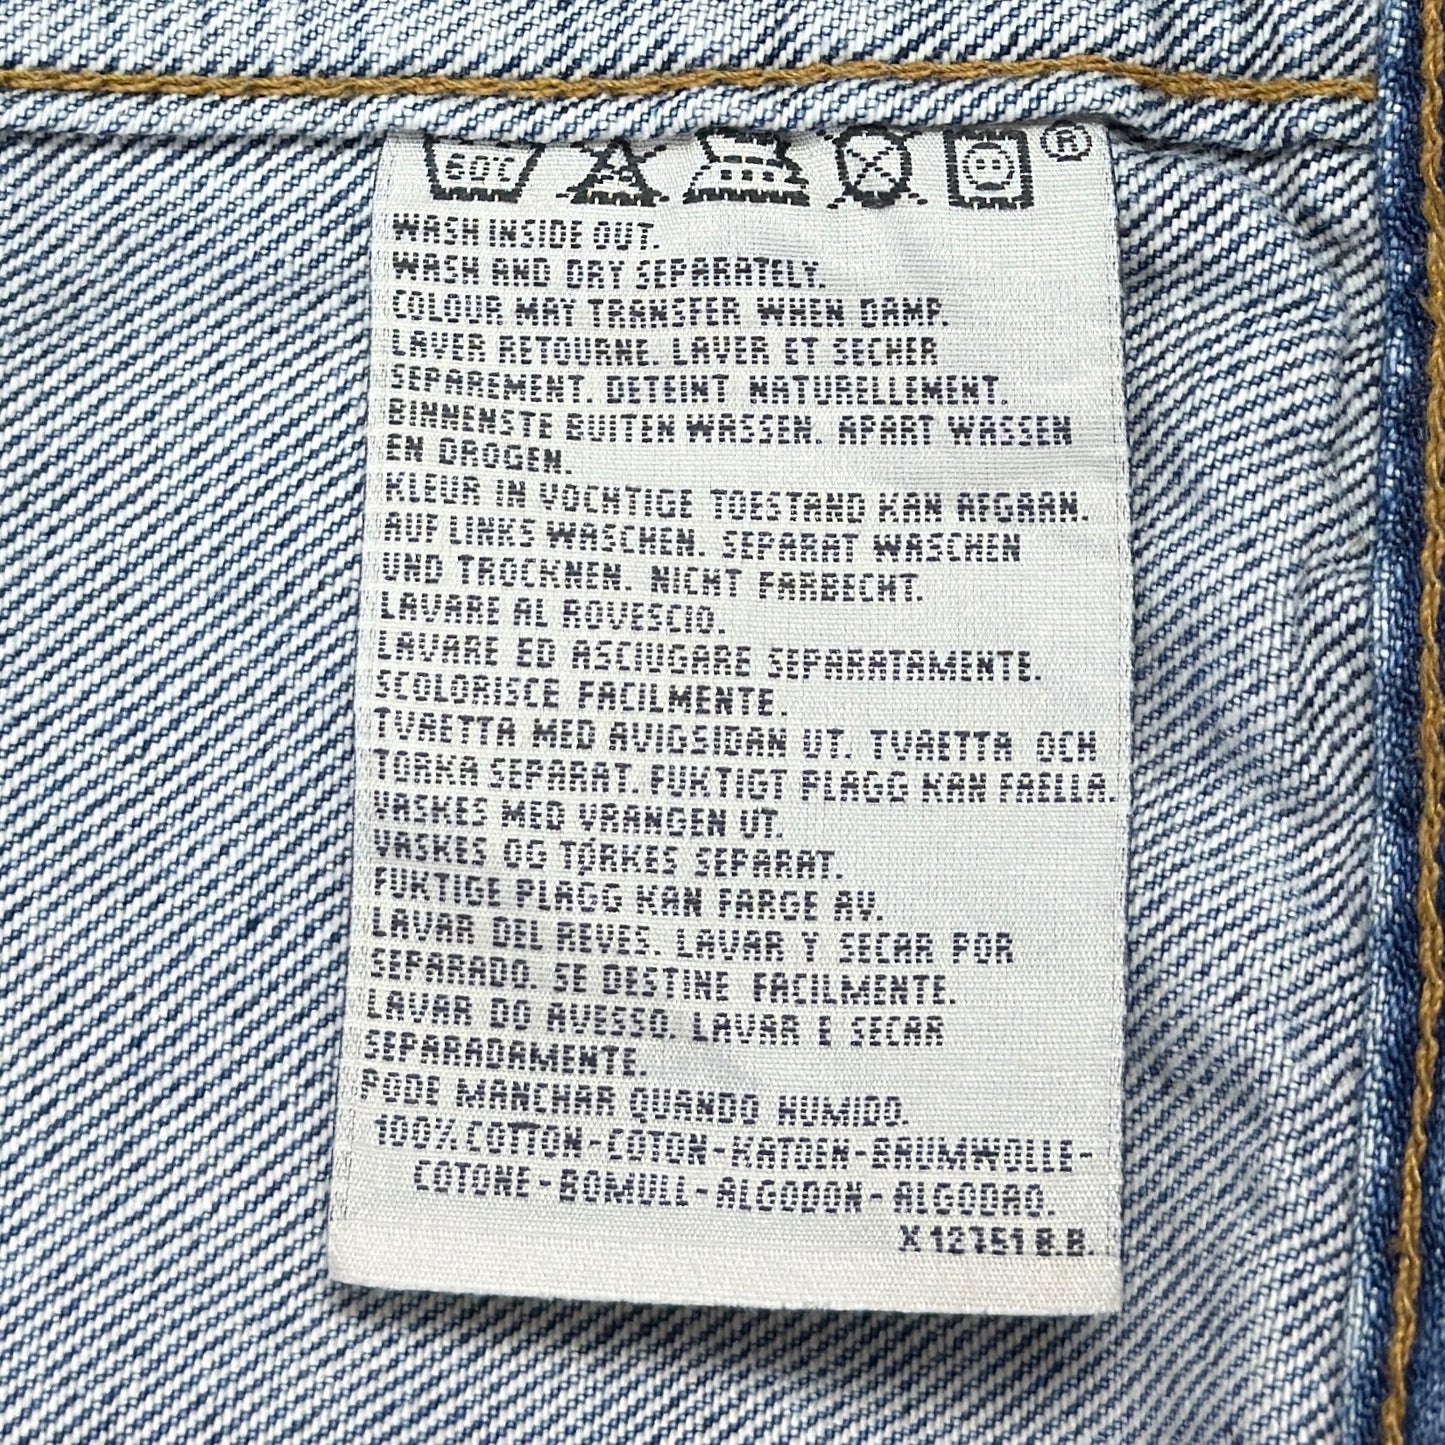 60°C
®
WASH INSIDE OUT.
WASH AND DRY SEPARATELY.
COLOUR MAY TRANSFER WHEN DAMP.
LAVER RETOURNE. LAVER ET SECHER
SEPAREMENT. DETEINT NATURELLEMENT.
BINNENSTE BUITEN WASSEN. APART WASSEN
EN DROGEN.
KLEUR IN VOCHTIGE TOESTAND KAN AFGAAN.
AUF LINKS WASCHEN. SEPARAT WASCHEN
UND TROCKNEN. NICHT FARBECHT.
LAVARE AL ROVESCIO.
LAVARE ED ASCIUGARE SEPARATAMENTE.
SCOLORISCE FACILMENTE.
TVAETTA MED AVIGSIDAN UT. TVAETTA OCH
TORKA SEPARAT. FUKTIGT PLAGG KAN FAELLA.
VASKES MED VRANGEN UT.
VASKES OG TØRKES SEPARAT.
FUKTIGE PLAGG KAN FARGE AV.
LAVAR DEL REVES. LAVAR Y SECAR POR
SEPARADO. SE DESTINE FACILMENTE.
LAVAR DO AVESSO. LAVAR E SECAR
SEPARADAMENTE.
PODE MANCHAR QUANDO HUMIDO.
100% COTTON-COTON-KATOEN-BAUMWOLLE-
COTONE-BOMULL-ALGODON-ALGODAO.
X 12751 B.B.